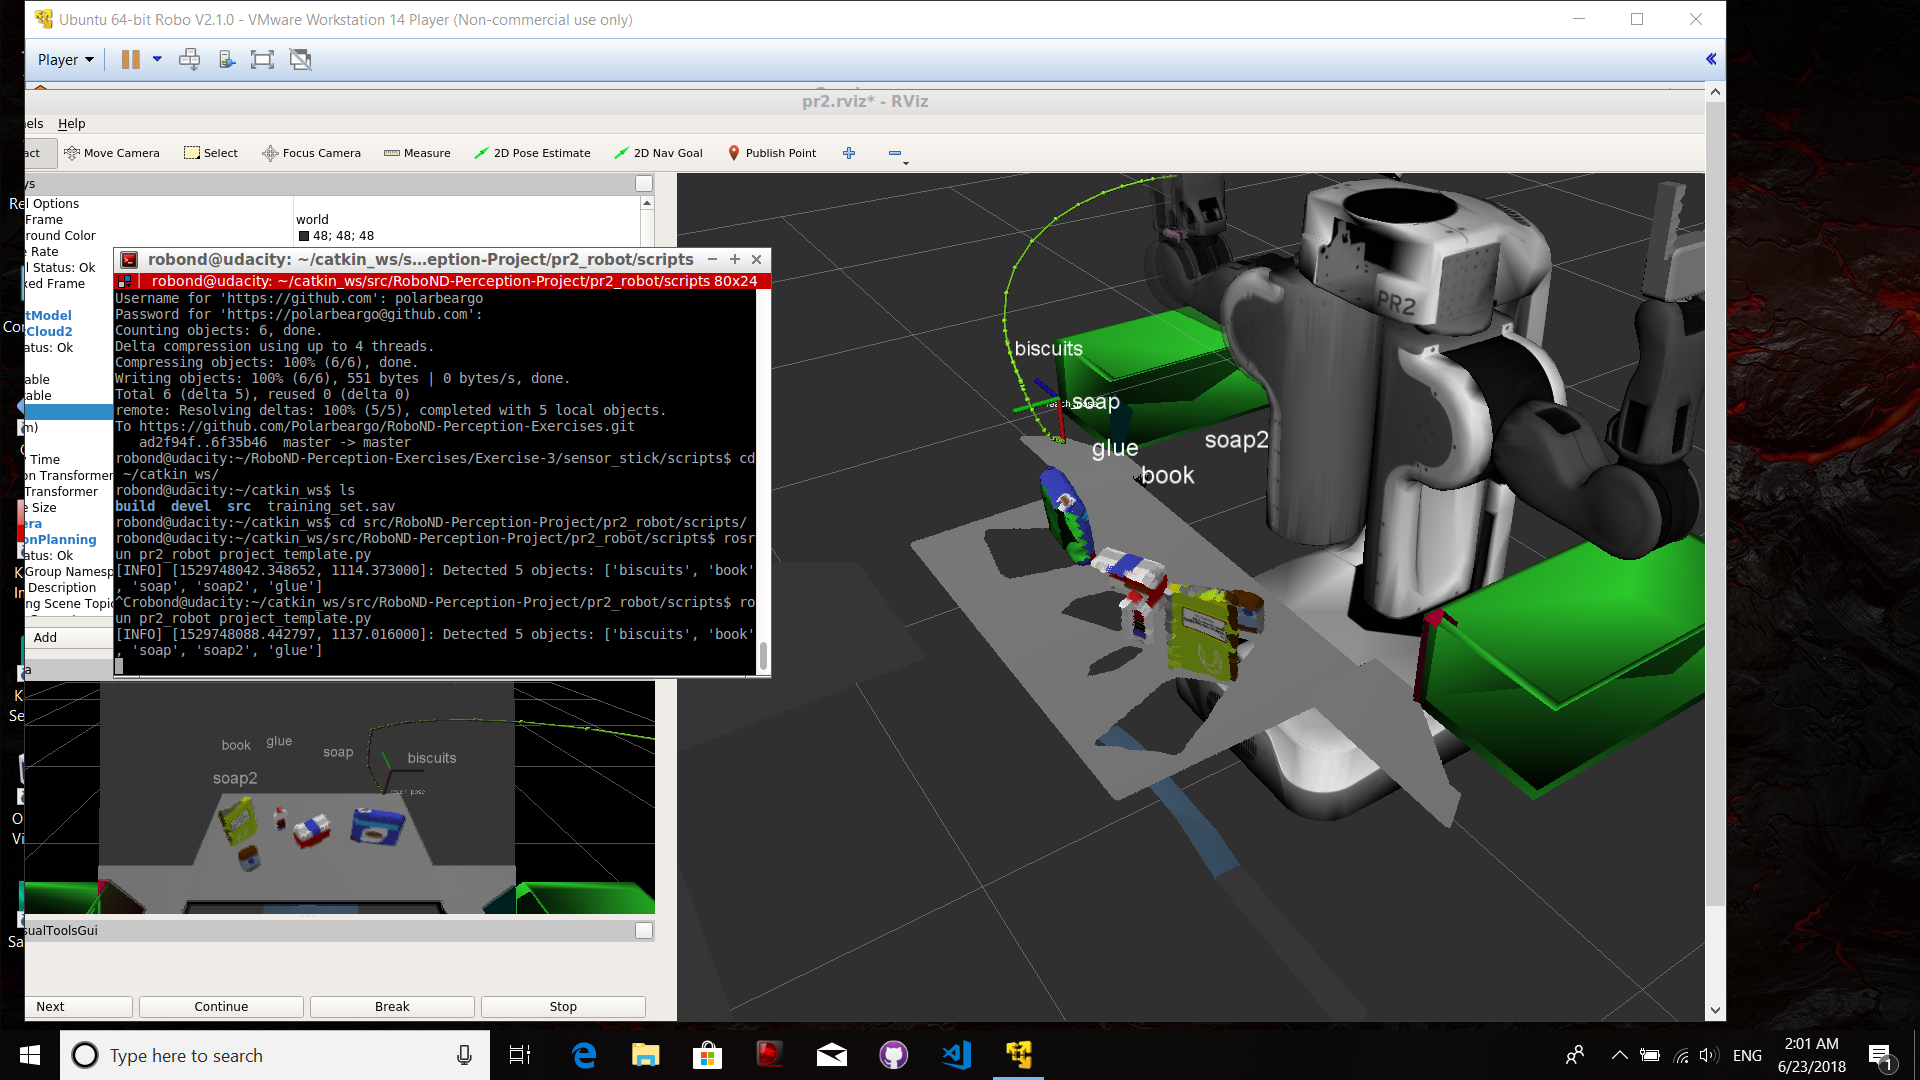 Ubuntu 64-bit Robo V2.1.0 - VMware Workstation 14 Player (Non-commercial use only)
Player
pr2.rviz* - RViz
els Help
act Move Camera Select Focus Camera Measure 2D Pose Estimate 2D Nav Goal Publish Point
ys
el Options
Frame world
round Color 48; 48; 48
e Rate
l Status: Ok
xed Frame
tModel
Cloud2
atus: Ok
able
table
m)
y Time
on Transformer
Transformer
e Size
era
onPlanning
atus: Ok
Group Namesp
Description
ng Scene Topic
Add
a
robond@udacity: ~/catkin_ws/s...eption-Project/pr2_robot/scripts
robond@udacity: ~/catkin_ws/src/RoboND-Perception-Project/pr2_robot/scripts 80x24
Username for 'https://github.com': polarbeargo
Password for 'https://polarbeargo@github.com':
Counting objects: 6, done.
Delta compression using up to 4 threads.
Compressing objects: 100% (6/6), done.
Writing objects: 100% (6/6), 551 bytes | 0 bytes/s, done.
Total 6 (delta 5), reused 0 (delta 0)
remote: Resolving deltas: 100% (5/5), completed with 5 local objects.
To https://github.com/Polarbeargo/RoboND-Perception-Exercises.git
ad2f94f..6f35b46 master -> master
robond@udacity:~/RoboND-Perception-Exercises/Exercise-3/sensor_stick/scripts$ cd
~/catkin_ws/
robond@udacity:~/catkin_ws$ ls
build devel src training_set.sav
robond@udacity:~/catkin_ws$ cd src/RoboND-Perception-Project/pr2_robot/scripts/
robond@udacity:~/catkin_ws/src/RoboND-Perception-Project/pr2_robot/scripts$ rosr
un pr2_robot project_template.py
[INFO] [1529748042.348652, 1114.373000]: Detected 5 objects: ['biscuits', 'book'
, 'soap', 'soap2', 'glue']
^Crobond@udacity:~/catkin_ws/src/RoboND-Perception-Project/pr2_robot/scripts$ ro
un pr2_robot project_template.py
[INFO] [1529748088.442797, 1137.016000]: Detected 5 objects: ['biscuits', 'book'
, 'soap', 'soap2', 'glue']
PR2
biscuits
soap
glue
soap2
book
book
glue
soap
biscuits
soap2
sualToolsGui
Next Continue Break Stop
Type here to search
ENG
2:01 AM
6/23/2018
1